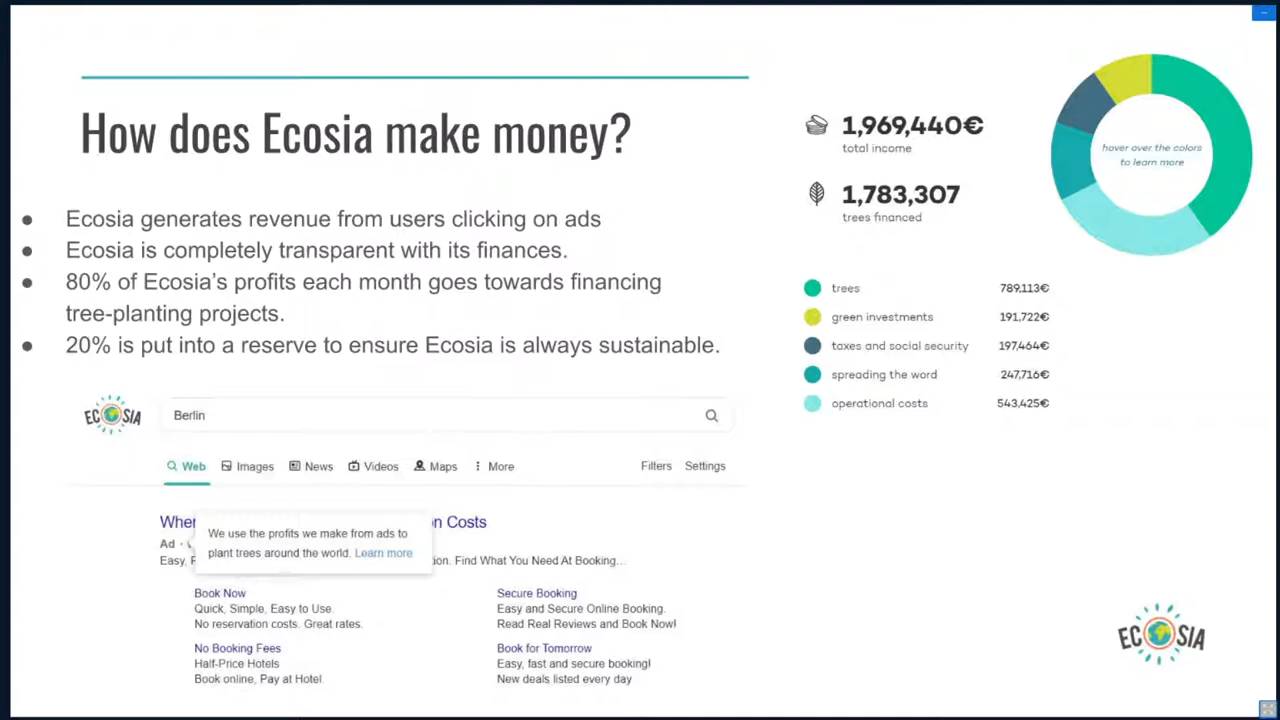 How does Ecosia make money?
● Ecosia generates revenue from users clicking on ads
● Ecosia is completely transparent with its finances.
● 80% of Ecosia's profits each month goes towards financing
tree-planting projects.
● 20% is put into a reserve to ensure Ecosia is always sustainable.
1,969,440€
total income
1,783,307
trees financed
hover over the colors
to learn more
trees 789,113€
green investments 191,722€
taxes and social security 197,464€
spreading the word 247,716€
operational costs 543,425€
ECOSIA
Berlin
Web Images News Videos Maps More Filters Settings
Wher n Costs
We use the profits we make from ads to
Ad ·
plant trees around the world. Learn more
Easy, ion. Find What You Need At Booking...
Book Now
Quick, Simple, Easy to Use.
No reservation costs. Great rates.
Secure Booking
Easy and Secure Online Booking.
Read Real Reviews and Book Now!
No Booking Fees
Half-Price Hotels
Book online, Pay at Hotel
Book for Tomorrow
Easy, fast and secure booking!
New deals listed every day
ECOSIA